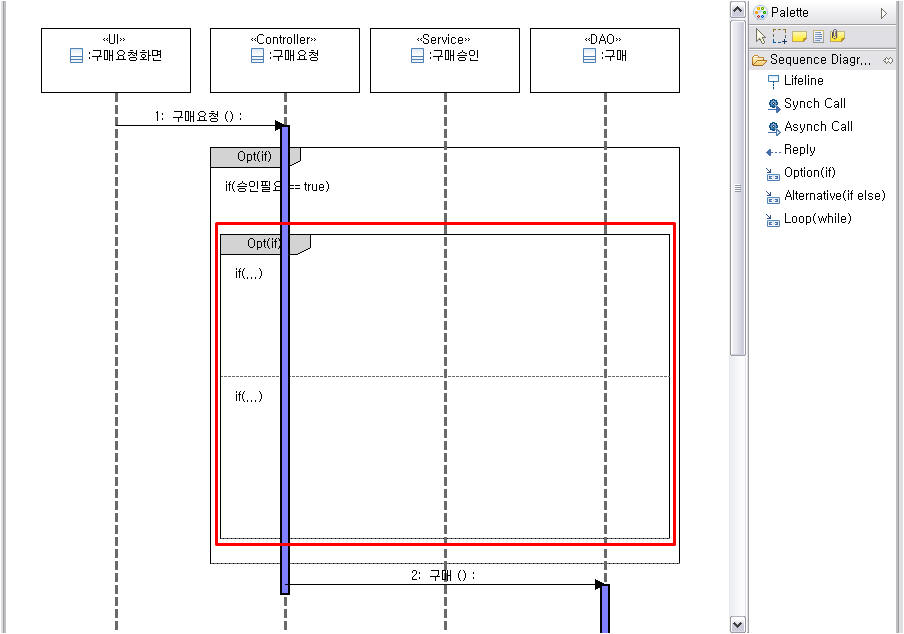 «UI»
:구매요청화면
«Controller»
:구매요청
«Service»
:구매승인
«DAO»
:구매
1: 구매요청 () :
Opt(if)
if(승인필요 == true)
Opt(if)
if(...)
if(...)
2: 구매 () :
Palette
Sequence Diagr...
Lifeline
Synch Call
Asynch Call
Reply
Option(if)
Alternative(if else)
Loop(while)